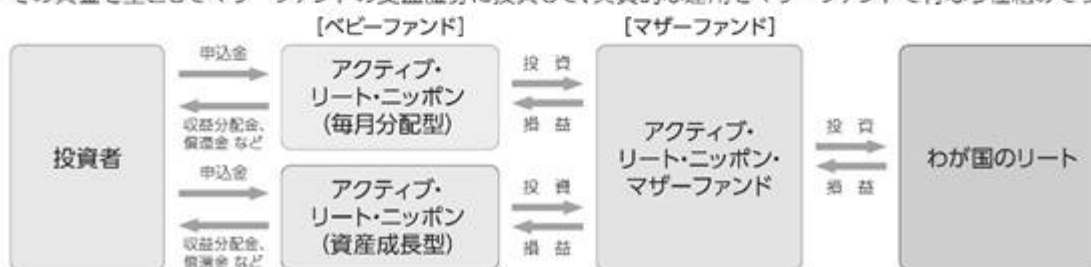 [ベビーファンド]
[マザーファンド]
投資者
申込金
収益分配金、
償還金 など
申込金
収益分配金、
償還金 など
アクティブ・
リート・ニッポン
(毎月分配型)
アクティブ・
リート・ニッポン
(資産成長型)
投 資
損 益
投 資
損 益
アクティブ・
リート・ニッポン・
マザーファンド
投 資
損 益
わが国のリート